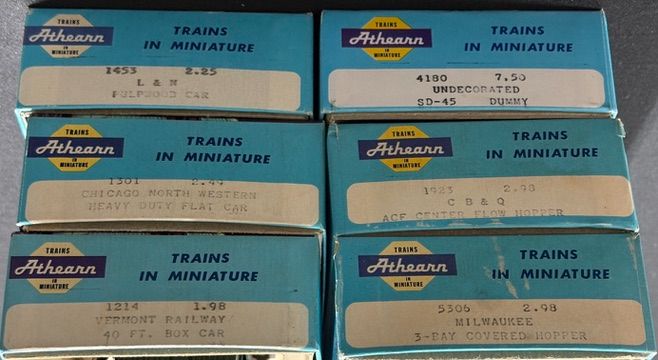 TRAINS
Athearn
IN
MINIATURE
TRAINS
IN MINIATURE
1453 2.25
L & N
PULPWOOD CAR
TRAINS
Athearn
IN
MINIATURE
TRAINS
IN MINIATURE
4180 7.50
UNDECORATED
SD-45 DUMMY
TRAINS
Athearn
IN
MINIATURE
TRAINS
IN MINIATURE
1301 2.49
CHICAGO NORTH WESTERN
HEAVY DUTY FLAT CAR
TRAINS
Athearn
IN
MINIATURE
TRAINS
IN MINIATURE
1923 2.98
C B & Q
ACF CENTER FLOW HOPPER
TRAINS
Athearn
IN
MINIATURE
TRAINS
IN MINIATURE
1214 1.98
VERMONT RAILWAY
40 FT. BOX CAR
TRAINS
Athearn
IN
MINIATURE
TRAINS
IN MINIATURE
5306 2.98
MILWAUKEE
3-BAY COVERED HOPPER